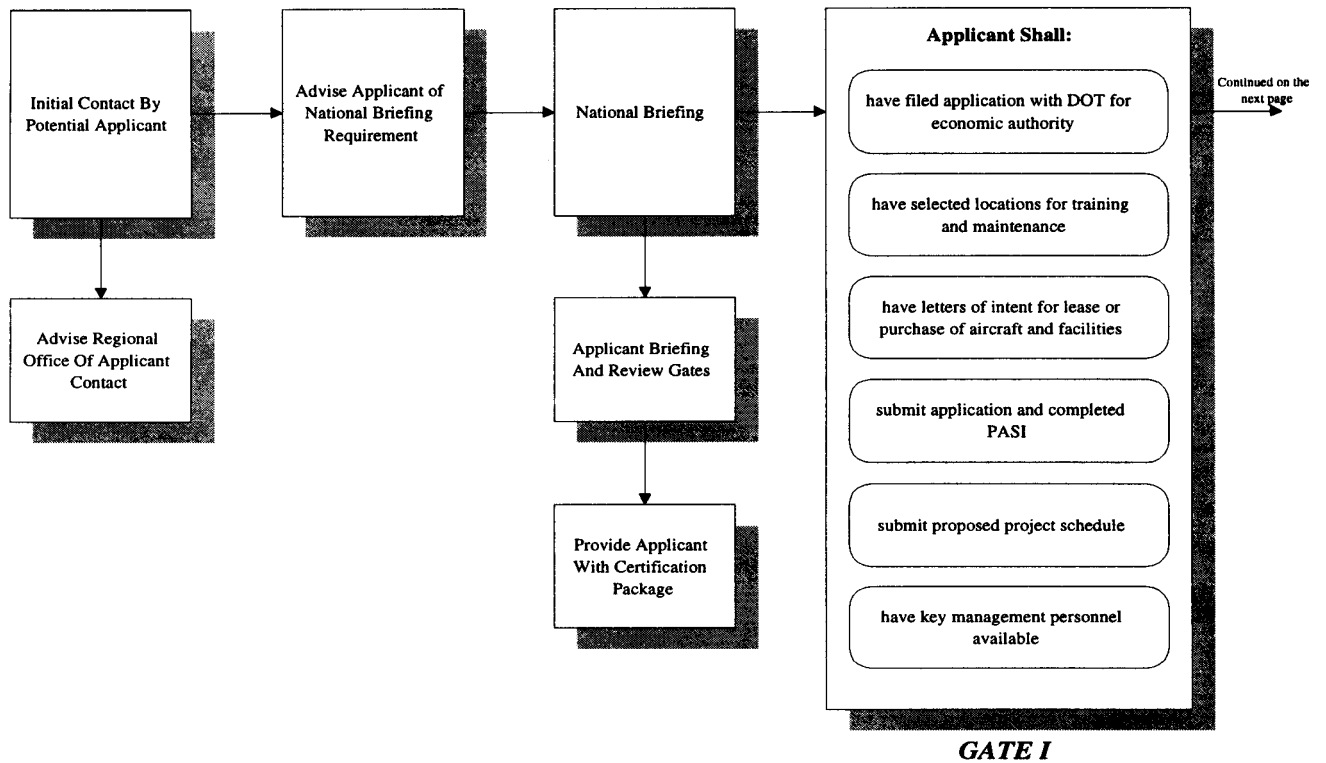 Initial Contact By
Potential Applicant
Advise Applicant of
National Briefing
Requirement
National Briefing
Applicant Shall:
have filed application with DOT for
economic authority
have selected locations for training
and maintenance
have letters of intent for lease or
purchase of aircraft and facilities
submit application and completed
PASI
submit proposed project schedule
have key management personnel
available
Continued on the
next page
Advise Regional
Office Of Applicant
Contact
Applicant Briefing
And Review Gates
Provide Applicant
With Certification
Package
GATE I